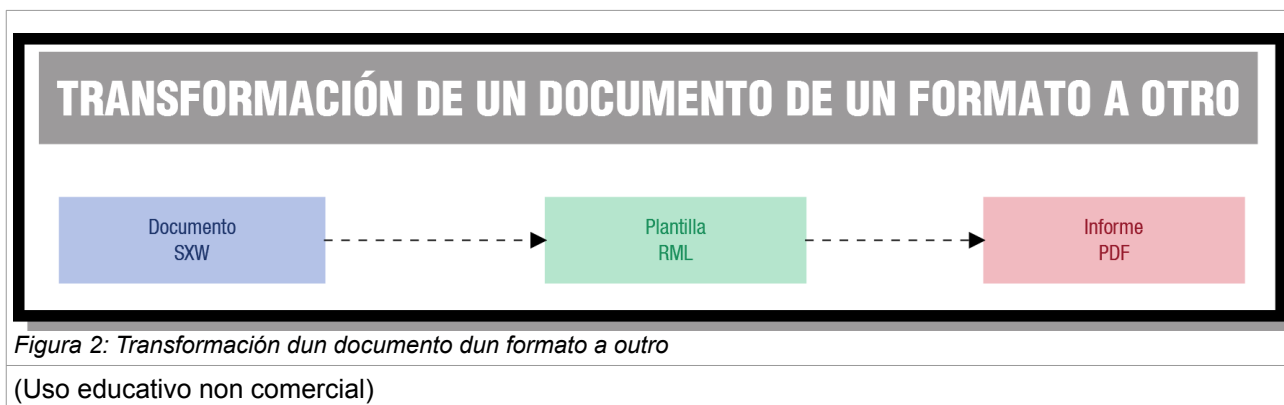 TRANSFORMACIÓN DE UN DOCUMENTO DE UN FORMATO A OTRO
Documento
SXW
Plantilla
RML
Informe
PDF
Figura 2: Transformación dun documento dun formato a outro
(Uso educativo non comercial)